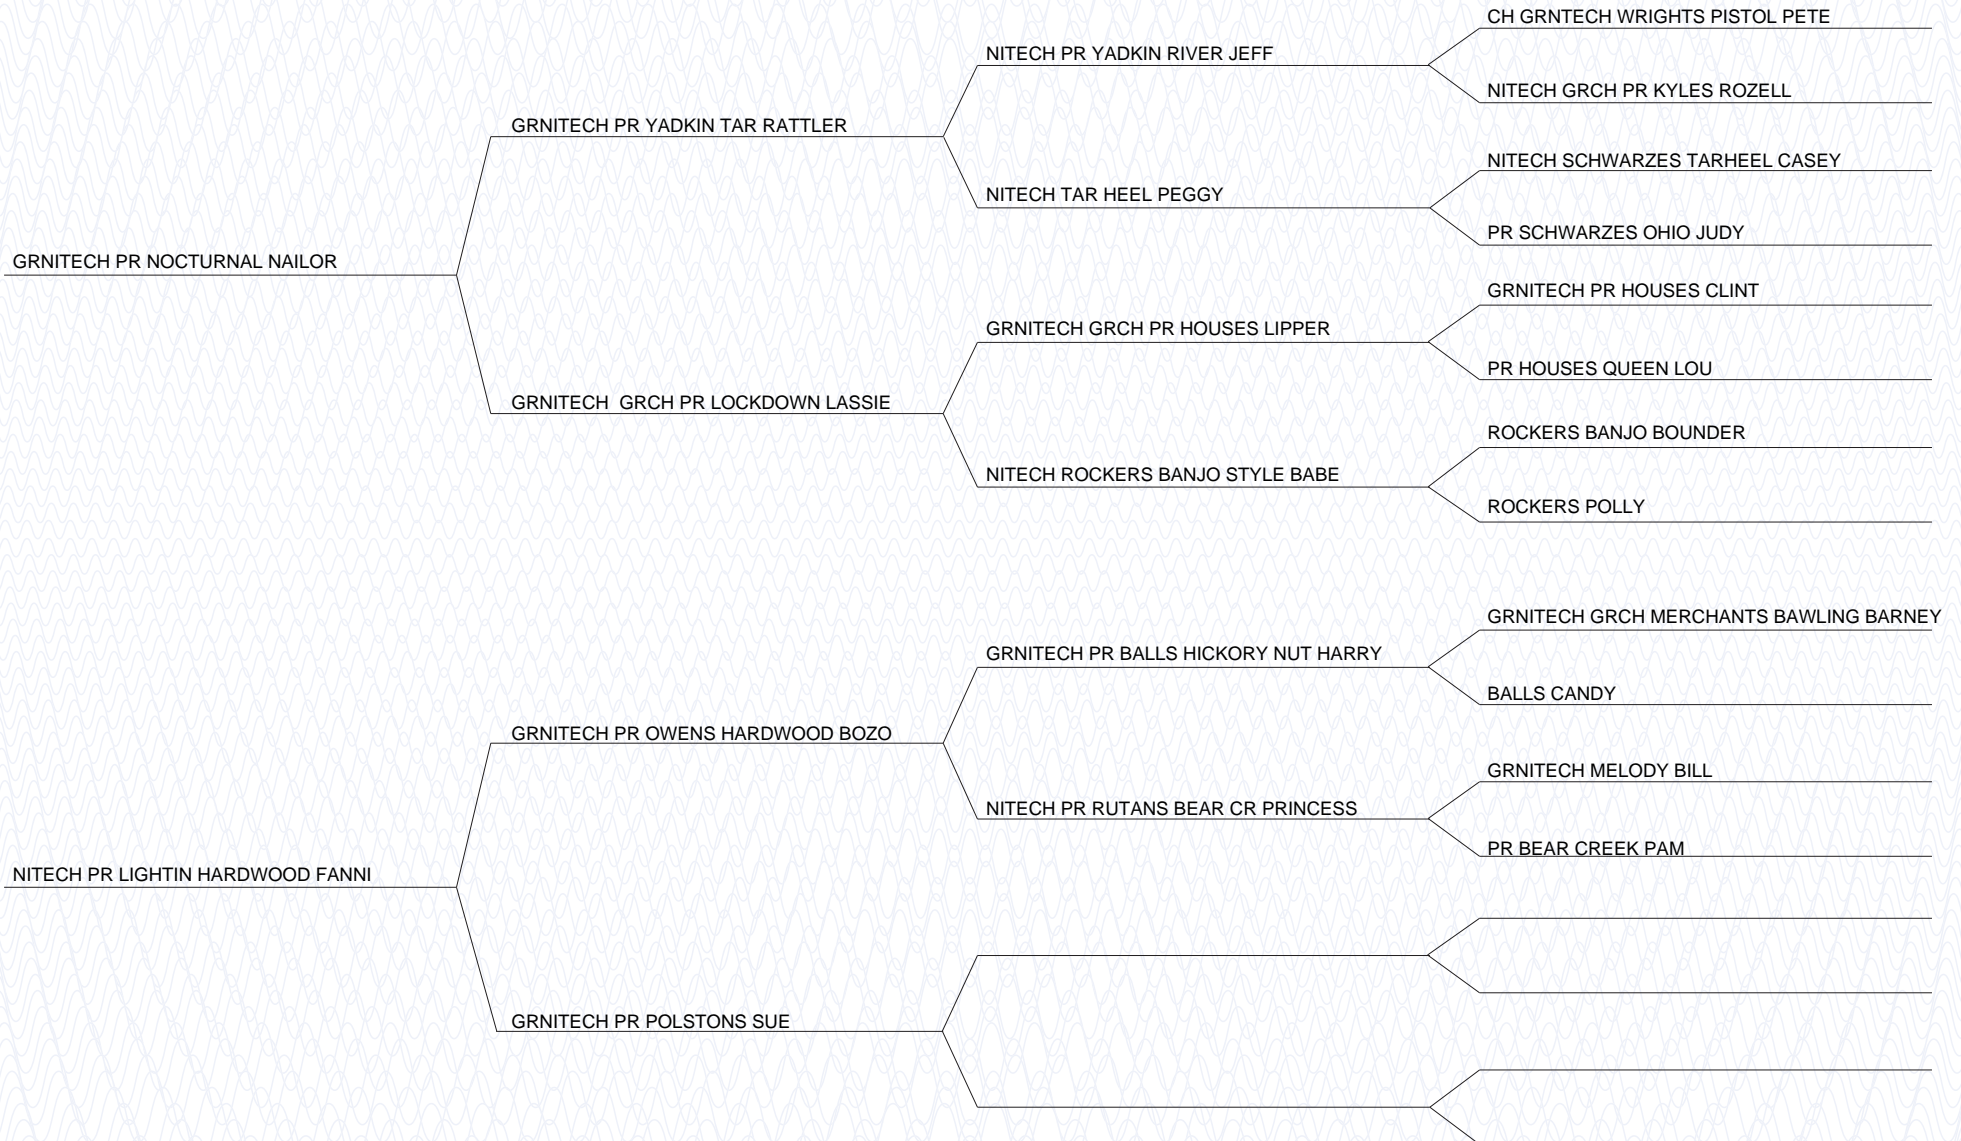 CH GRNTECH WRIGHTS PISTOL PETE
NITECH PR YADKIN RIVER JEFF
NITECH GRCH PR KYLES ROZELL
GRNITECH PR YADKIN TAR RATTLER
NITECH SCHWARZES TARHEEL CASEY
NITECH TAR HEEL PEGGY
PR SCHWARZES OHIO JUDY
GRNITECH PR NOCTURNAL NAILOR
GRNITECH PR HOUSES CLINT
GRNITECH GRCH PR HOUSES LIPPER
PR HOUSES QUEEN LOU
GRNITECH  GRCH PR LOCKDOWN LASSIE
ROCKERS BANJO BOUNDER
NITECH ROCKERS BANJO STYLE BABE
ROCKERS POLLY
GRNITECH GRCH MERCHANTS BAWLING BARNEY
GRNITECH PR BALLS HICKORY NUT HARRY
BALLS CANDY
GRNITECH PR OWENS HARDWOOD BOZO
GRNITECH MELODY BILL
NITECH PR RUTANS BEAR CR PRINCESS
PR BEAR CREEK PAM
NITECH PR LIGHTIN HARDWOOD FANNI
GRNITECH PR POLSTONS SUE